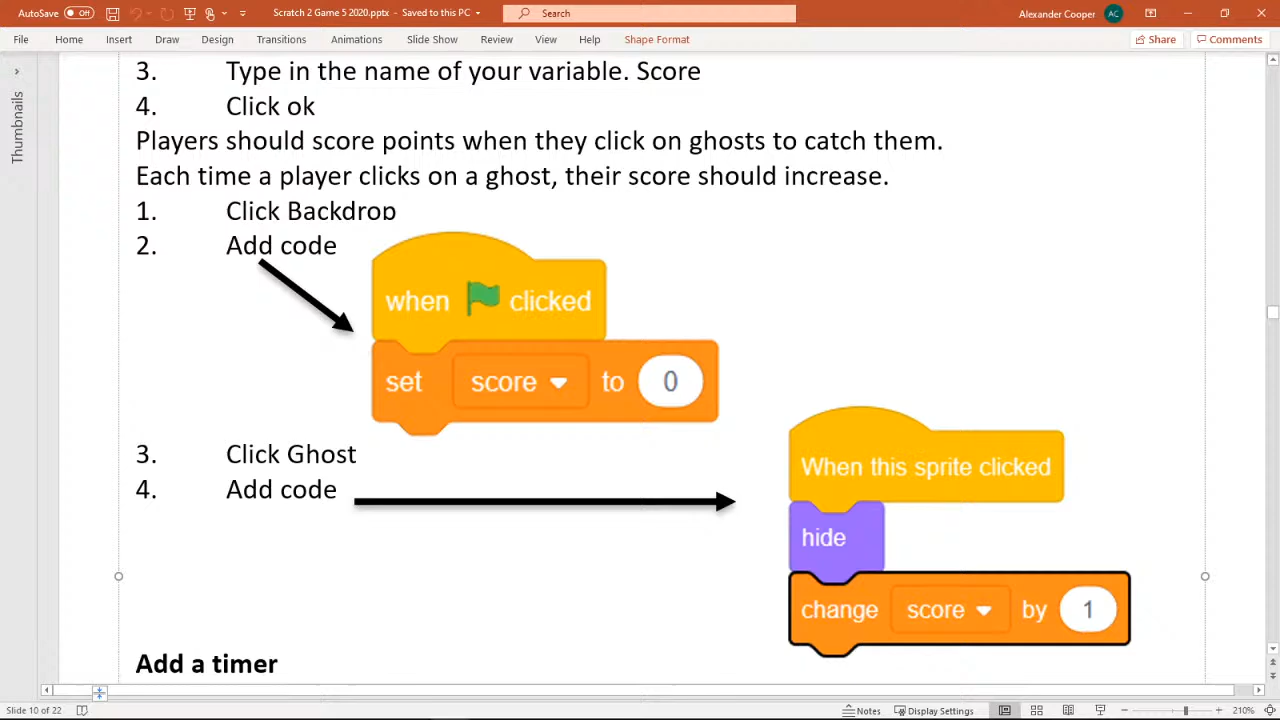 AutoSave Off Scratch 2 Game 5 2020.pptx - Saved to this PC Search Alexander Cooper AC
File Home Insert Draw Design Transitions Animations Slide Show Review View Help Shape Format Share Comments
Thumbnails
3. Type in the name of your variable. Score
4. Click ok
Players should score points when they click on ghosts to catch them.
Each time a player clicks on a ghost, their score should increase.
1. Click Backdrop
2. Add code
when clicked
set score to 0
3. Click Ghost
4. Add code
When this sprite clicked
hide
change score by 1
Add a timer
Slide 10 of 22 Notes Display Settings 210%